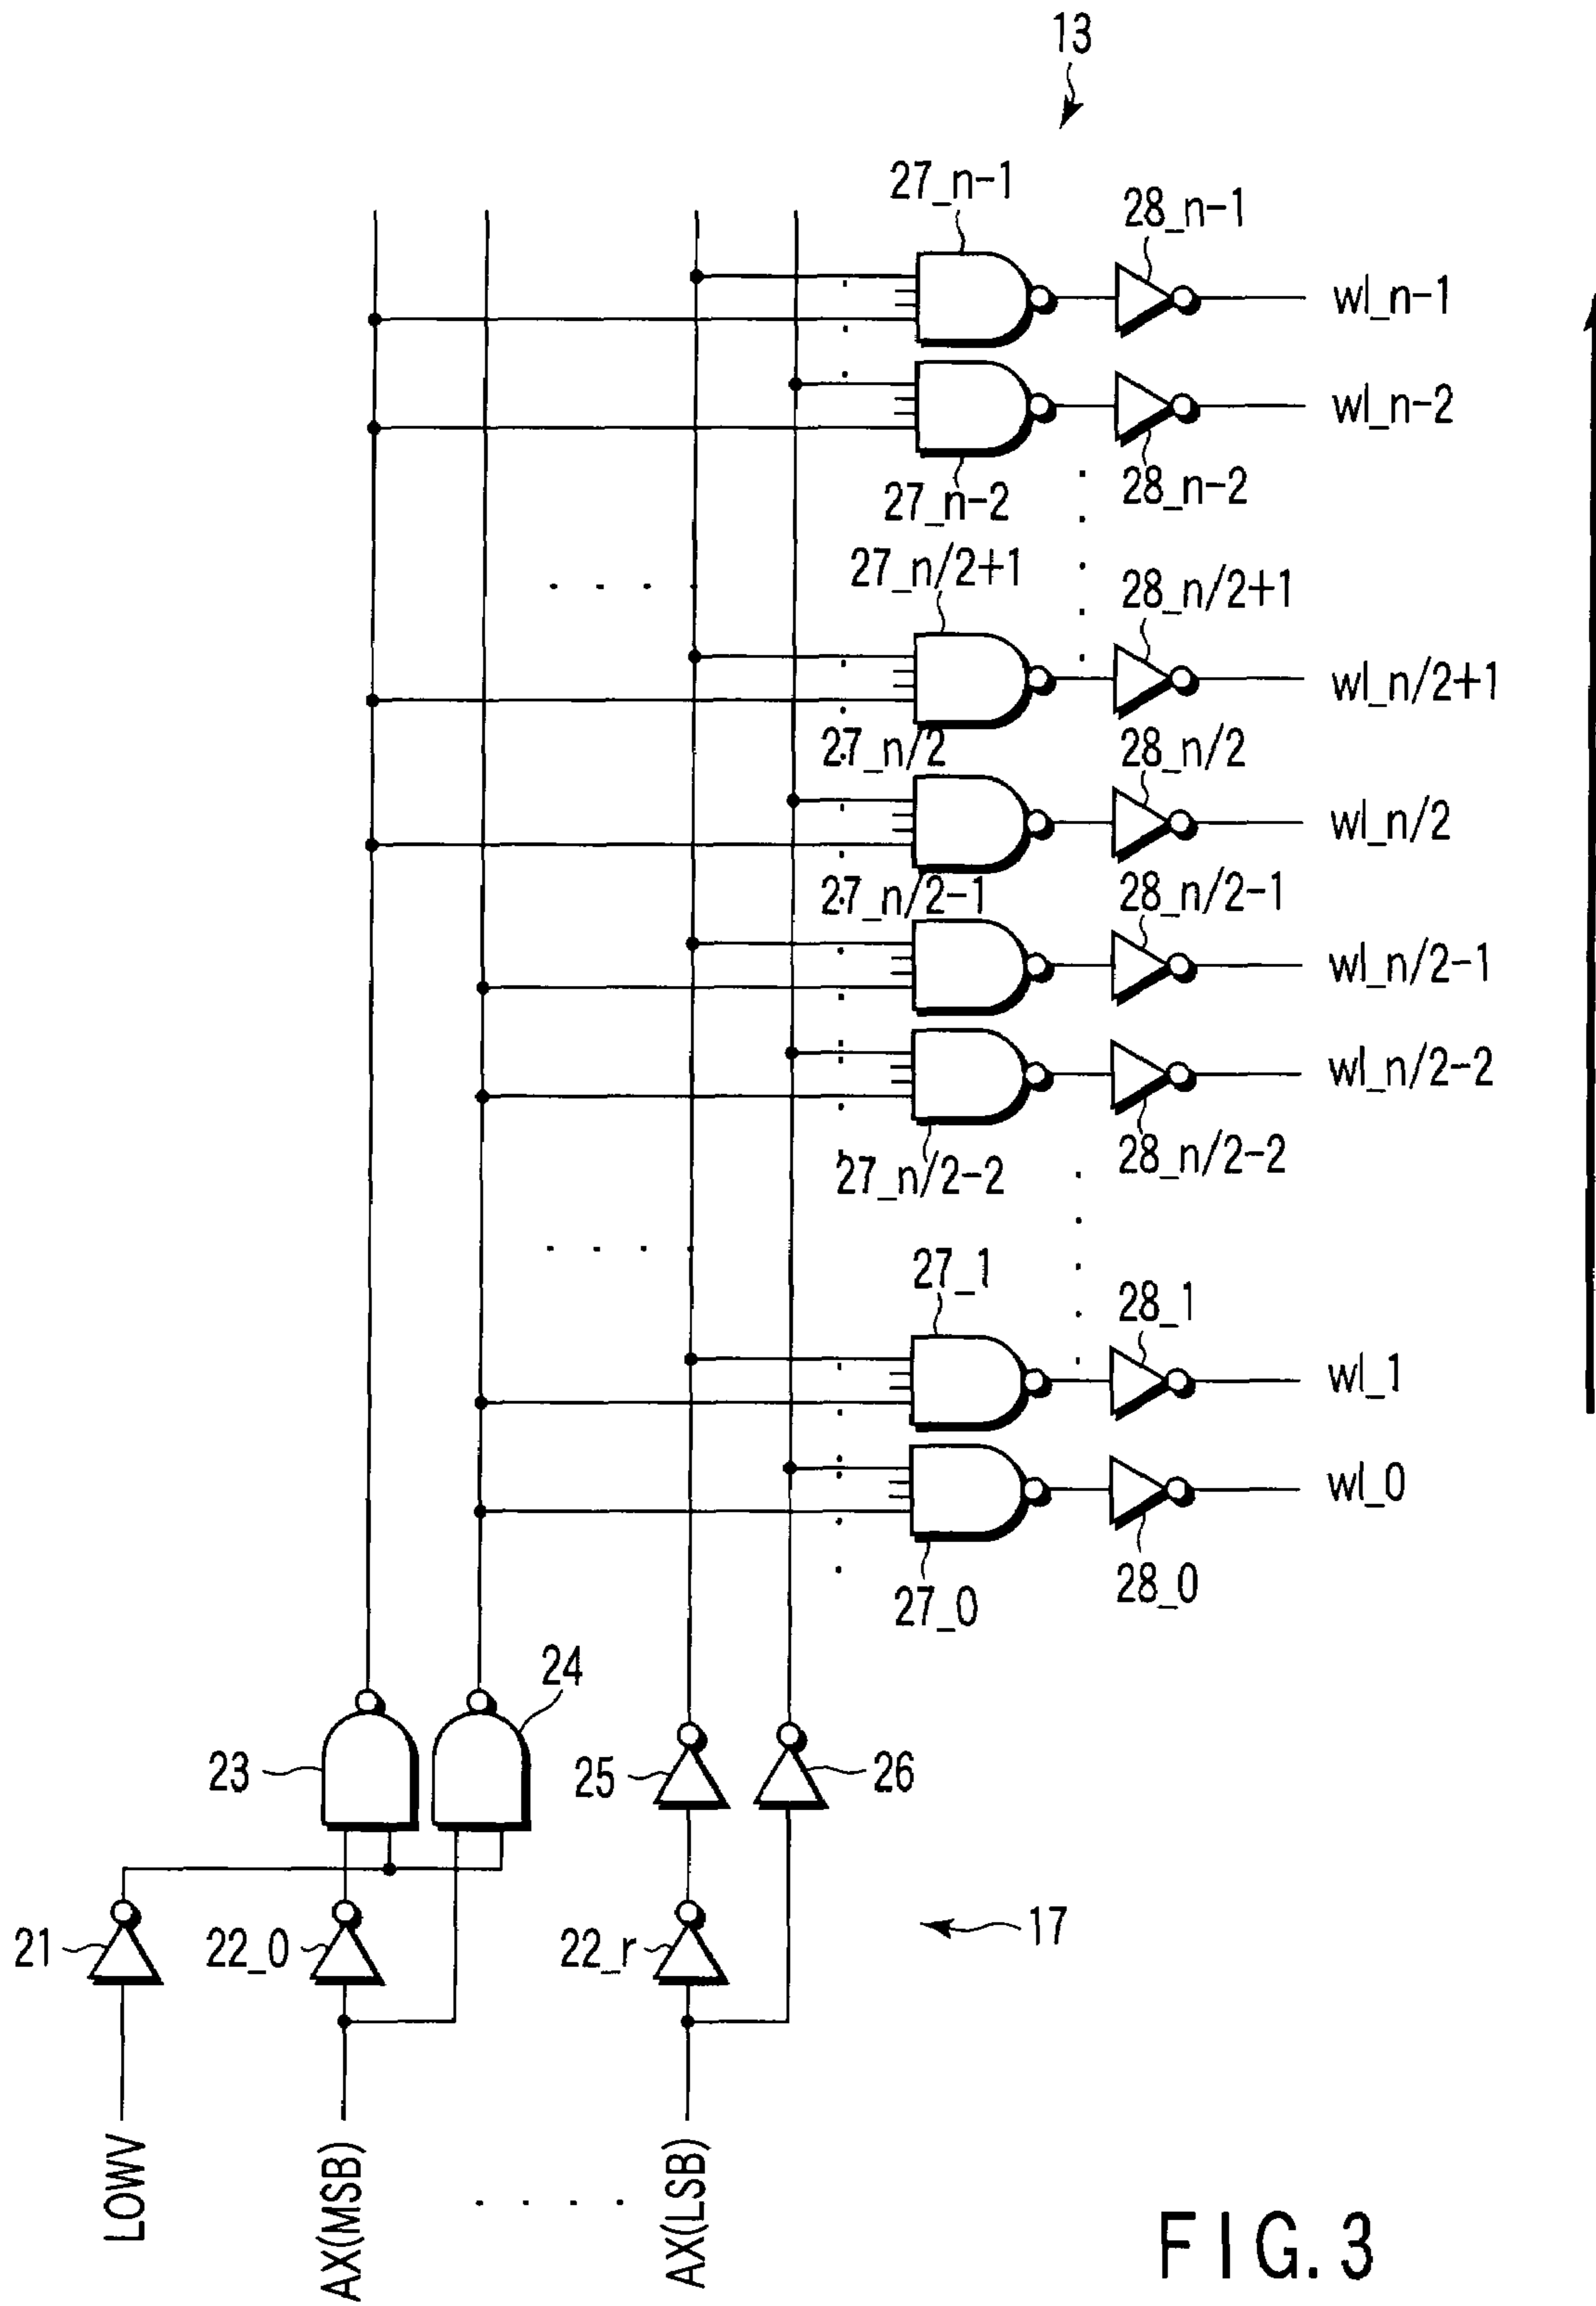 13
27_n-1
28_n-1
wl_n-1
wl_n-2
27_n-2
28_n-2
27_n/2+1
28_n/2+1
wl_n/2+1
27_n/2
28_n/2
wl_n/2
27_n/2-1
28_n/2-1
wl_n/2-1
wl_n/2-2
27_n/2-2
28_n/2-2
27_1
28_1
wl_1
wl_0
27_0
28_0
24
23
25
26
21
22_0
22_r
17
LOWV
AX(MSB)
AX(LSB)
FIG. 3